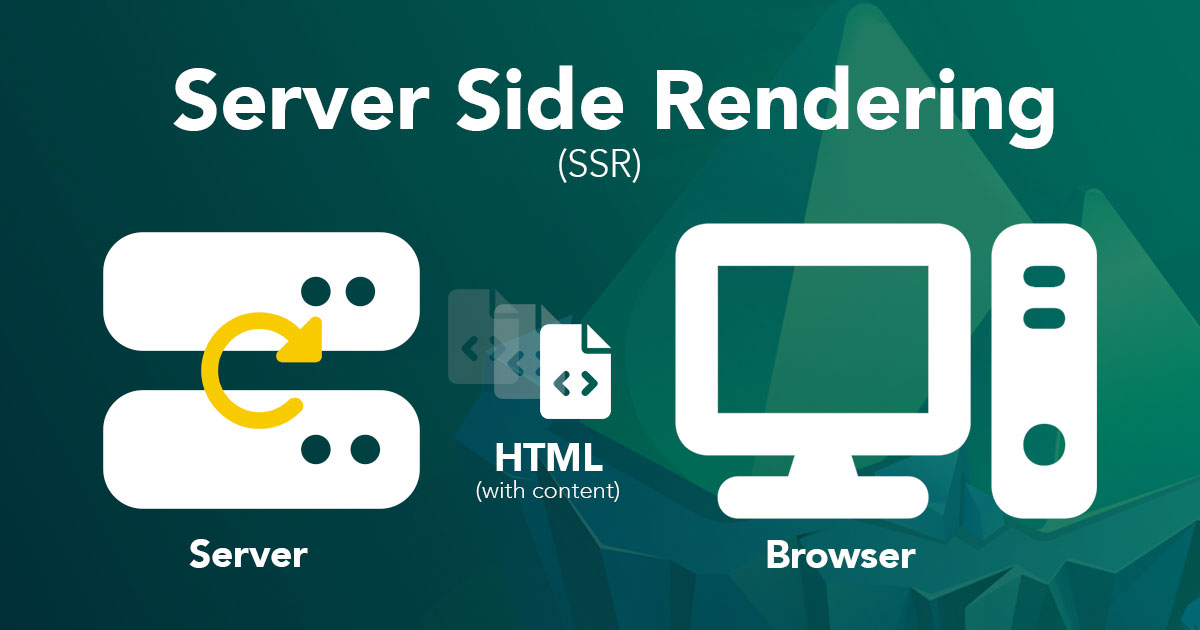 Server Side Rendering
(SSR)
HTML
(with content)
Server
Browser